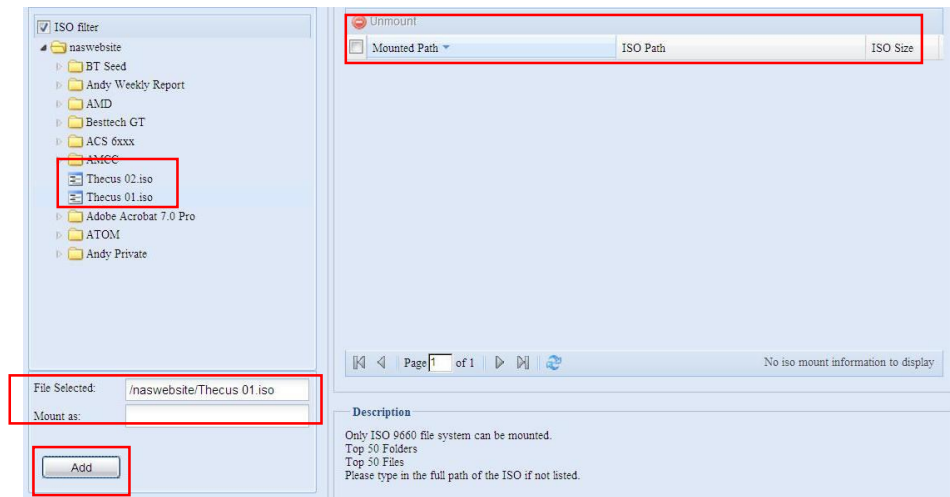 ISO filter
naswebsite
BT Seed
Andy Weekly Report
AMD
Besttech GT
ACS 6xxx
AMCC
Thecus 02.iso
Thecus 01.iso
Adobe Acrobat 7.0 Pro
ATOM
Andy Private
File Selected: /naswebsite/Thecus 01.iso
Mount as:
Add
Unmount
Mounted Path ISO Path ISO Size
Page 1 of 1 No iso mount information to display
Description
Only ISO 9660 file system can be mounted.
Top 50 Folders
Top 50 Files
Please type in the full path of the ISO if not listed.